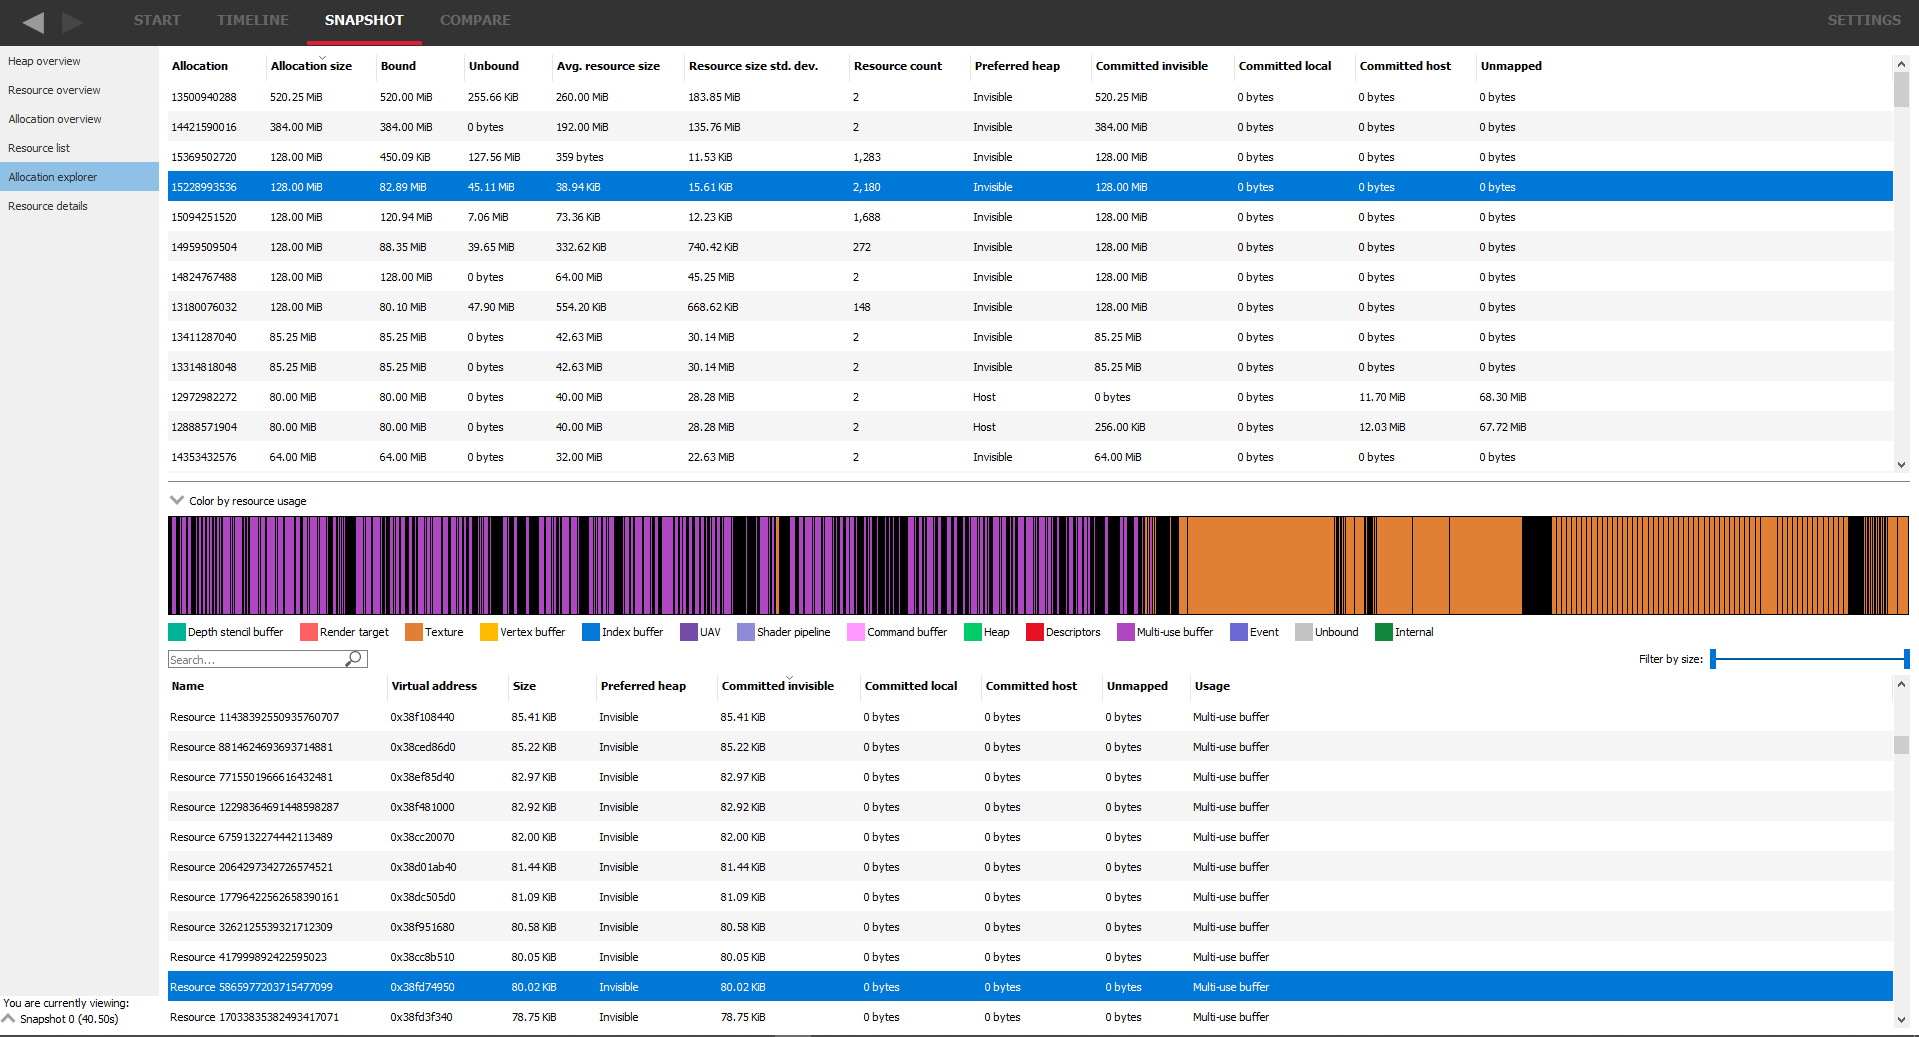 START TIMELINE SNAPSHOT COMPARE SETTINGS
Heap overview
Resource overview
Allocation overview
Resource list
Allocation explorer
Resource details
Allocation Allocation size Bound Unbound Avg. resource size Resource size std. dev. Resource count Preferred heap Committed invisible Committed local Committed host Unmapped
13500940288 520.25 MiB 520.00 MiB 255.66 KiB 260.00 MiB 183.85 MiB 2 Invisible 520.25 MiB 0 bytes 0 bytes 0 bytes
14421590016 384.00 MiB 384.00 MiB 0 bytes 192.00 MiB 135.76 MiB 2 Invisible 384.00 MiB 0 bytes 0 bytes 0 bytes
15369502720 128.00 MiB 450.09 KiB 127.56 MiB 359 bytes 11.53 KiB 1,283 Invisible 128.00 MiB 0 bytes 0 bytes 0 bytes
15228993536 128.00 MiB 82.89 MiB 45.11 MiB 38.94 KiB 15.61 KiB 2,180 Invisible 128.00 MiB 0 bytes 0 bytes 0 bytes
15094251520 128.00 MiB 120.94 MiB 7.06 MiB 73.36 KiB 12.23 KiB 1,688 Invisible 128.00 MiB 0 bytes 0 bytes 0 bytes
14959509504 128.00 MiB 88.35 MiB 39.65 MiB 332.62 KiB 740.42 KiB 272 Invisible 128.00 MiB 0 bytes 0 bytes 0 bytes
14824767488 128.00 MiB 128.00 MiB 0 bytes 64.00 MiB 45.25 MiB 2 Invisible 128.00 MiB 0 bytes 0 bytes 0 bytes
13180076032 128.00 MiB 80.10 MiB 47.90 MiB 554.20 KiB 668.62 KiB 148 Invisible 128.00 MiB 0 bytes 0 bytes 0 bytes
13411287040 85.25 MiB 85.25 MiB 0 bytes 42.63 MiB 30.14 MiB 2 Invisible 85.25 MiB 0 bytes 0 bytes 0 bytes
13314818048 85.25 MiB 85.25 MiB 0 bytes 42.63 MiB 30.14 MiB 2 Invisible 85.25 MiB 0 bytes 0 bytes 0 bytes
12972982272 80.00 MiB 80.00 MiB 0 bytes 40.00 MiB 28.28 MiB 2 Host 0 bytes 0 bytes 11.70 MiB 68.30 MiB
12888571904 80.00 MiB 80.00 MiB 0 bytes 40.00 MiB 28.28 MiB 2 Host 256.00 KiB 0 bytes 12.03 MiB 67.72 MiB
14353432576 64.00 MiB 64.00 MiB 0 bytes 32.00 MiB 22.63 MiB 2 Invisible 64.00 MiB 0 bytes 0 bytes 0 bytes
Color by resource usage
Depth stencil buffer Render target Texture Vertex buffer Index buffer UAV Shader pipeline Command buffer Heap Descriptors Multi-use buffer Event Unbound Internal
Search... Filter by size:
Name Virtual address Size Preferred heap Committed invisible Committed local Committed host Unmapped Usage
Resource 11438392550935760707 0x38f108440 85.41 KiB Invisible 85.41 KiB 0 bytes 0 bytes 0 bytes Multi-use buffer
Resource 8814624693693714881 0x38ced86d0 85.22 KiB Invisible 85.22 KiB 0 bytes 0 bytes 0 bytes Multi-use buffer
Resource 7715501966616432481 0x38ef85d40 82.97 KiB Invisible 82.97 KiB 0 bytes 0 bytes 0 bytes Multi-use buffer
Resource 12298364691448598287 0x38f481000 82.92 KiB Invisible 82.92 KiB 0 bytes 0 bytes 0 bytes Multi-use buffer
Resource 6759132274442113489 0x38cc20070 82.00 KiB Invisible 82.00 KiB 0 bytes 0 bytes 0 bytes Multi-use buffer
Resource 2064297342726574521 0x38d01ab40 81.44 KiB Invisible 81.44 KiB 0 bytes 0 bytes 0 bytes Multi-use buffer
Resource 17796422562658390161 0x38dc505d0 81.09 KiB Invisible 81.09 KiB 0 bytes 0 bytes 0 bytes Multi-use buffer
Resource 3262125539321712309 0x38f951680 80.58 KiB Invisible 80.58 KiB 0 bytes 0 bytes 0 bytes Multi-use buffer
Resource 417999892422595023 0x38cc8b510 80.05 KiB Invisible 80.05 KiB 0 bytes 0 bytes 0 bytes Multi-use buffer
Resource 5865977203715477099 0x38fd74950 80.02 KiB Invisible 80.02 KiB 0 bytes 0 bytes 0 bytes Multi-use buffer
Resource 17033835382493417071 0x38fd3f340 78.75 KiB Invisible 78.75 KiB 0 bytes 0 bytes 0 bytes Multi-use buffer
You are currently viewing:
Snapshot 0 (40.50s)